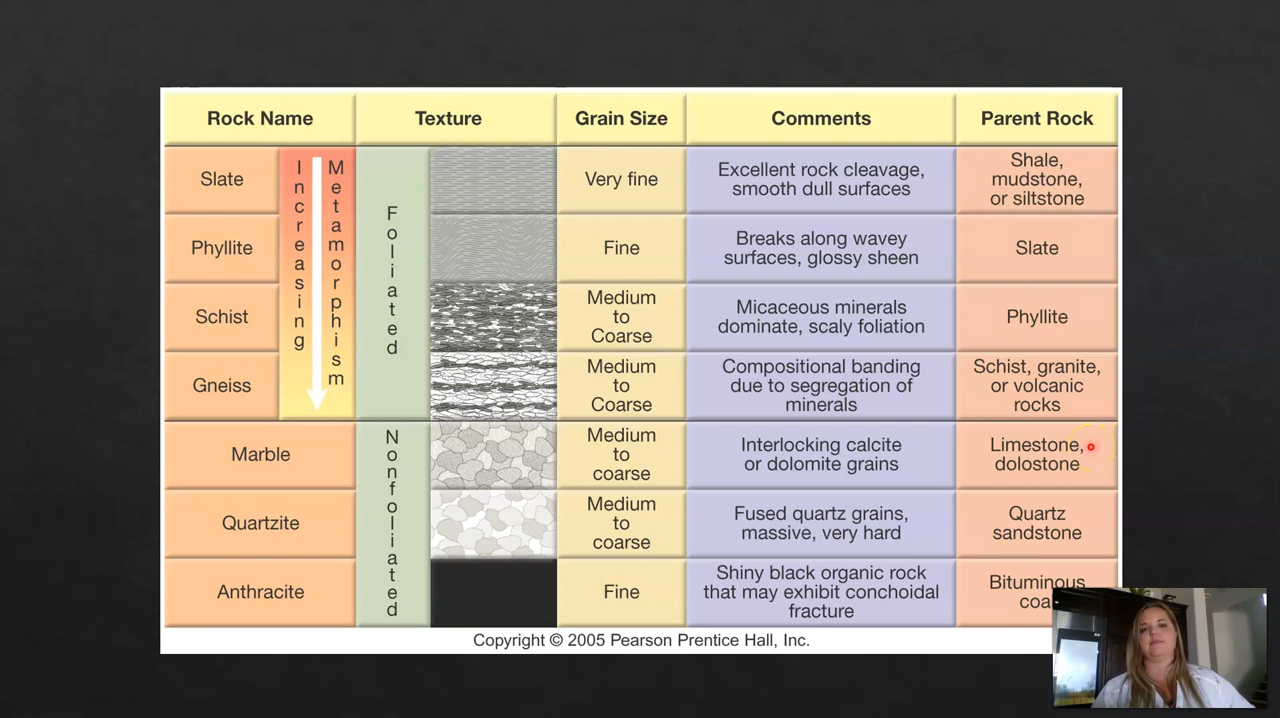 Rock Name Texture Grain Size Comments Parent Rock
Slate
Increasing
Metamorphism
Foliated
Very fine
Excellent rock cleavage,
smooth dull surfaces
Shale,
mudstone,
or siltstone
Phyllite
Fine
Breaks along wavey
surfaces, glossy sheen
Slate
Schist
Medium
to
Coarse
Micaceous minerals
dominate, scaly foliation
Phyllite
Gneiss
Medium
to
Coarse
Compositional banding
due to segregation of
minerals
Schist, granite,
or volcanic
rocks
Marble
Nonfoliated
Medium
to
coarse
Interlocking calcite
or dolomite grains
Limestone,
dolostone
Quartzite
Medium
to
coarse
Fused quartz grains,
massive, very hard
Quartz
sandstone
Anthracite
Fine
Shiny black organic rock
that may exhibit conchoidal
fracture
Bituminous
coa
Copyright © 2005 Pearson Prentice Hall, Inc.